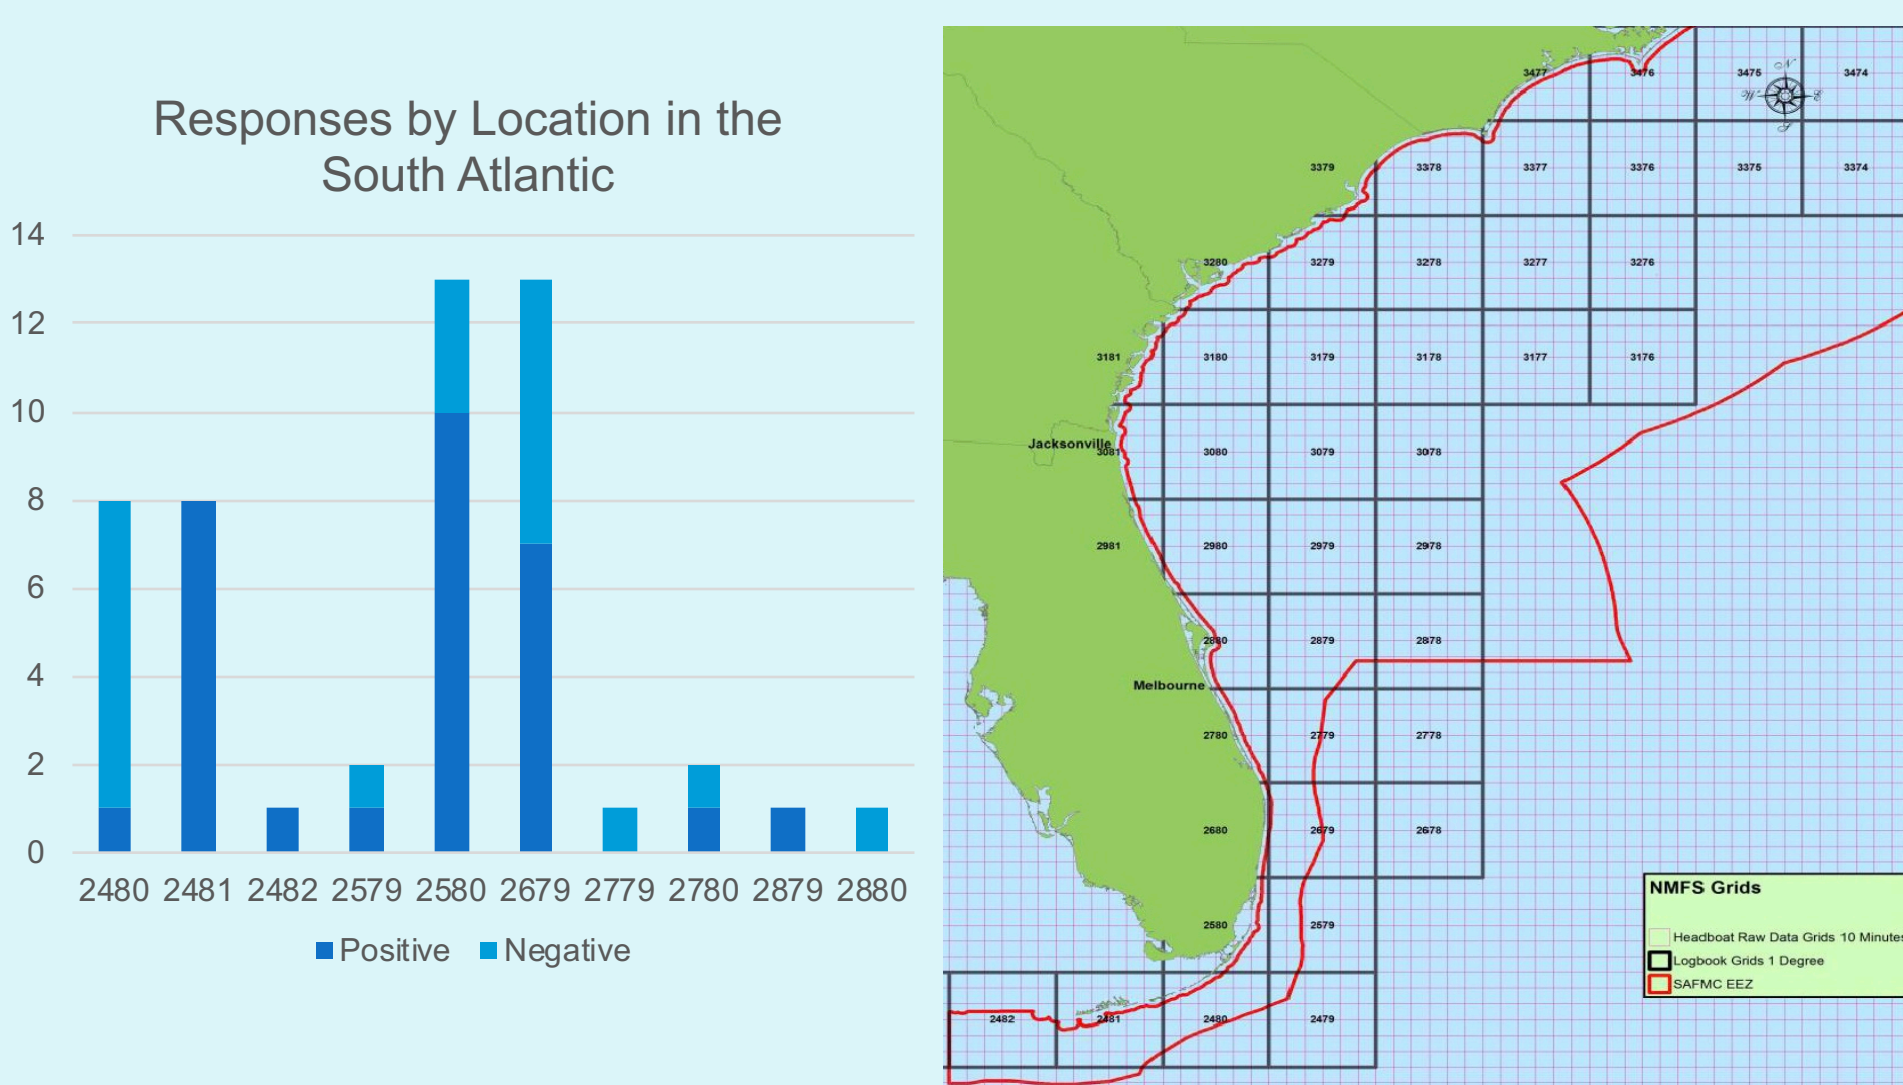 Responses by Location in the
South Atlantic
14
12
10
8
6
4
2
0
2480 2481 2482 2579 2580 2679 2779 2780 2879 2880
Positive Negative
3477 3476 3475 3474
N
W E
S
3379 3378 3377 3376 3375 3374
3280 3279 3278 3277 3276
3181 3180 3179 3178 3177 3176
Jacksonville
3081 3080 3079 3078
2981 2980 2979 2978
2880 2879 2878
Melbourne
2780 2779 2778
2680 2679 2678
2580 2579
2482 2481 2480 2479
NMFS Grids
Headboat Raw Data Grids 10 Minutes
Logbook Grids 1 Degree
SAFMC EEZ